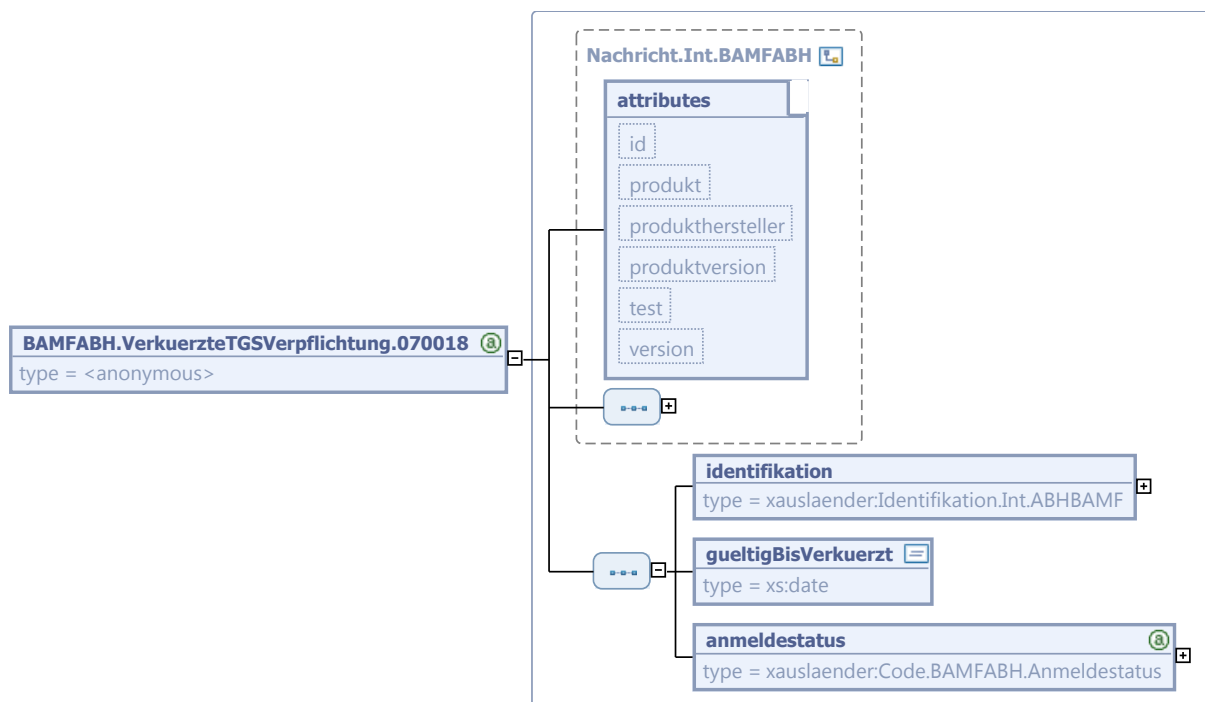 Nachricht.Int.BAMFABH
attributes
id
produkt
produkthersteller
produktversion
test
version
BAMFABH.VerkuerzteTGSVerpflichtung.070018
type = <anonymous>
identifikation
type = xauslaender:Identifikation.Int.ABHBAMF
gueltigBisVerkuerzt
type = xs:date
anmeldestatus
type = xauslaender:Code.BAMFABH.Anmeldestatus